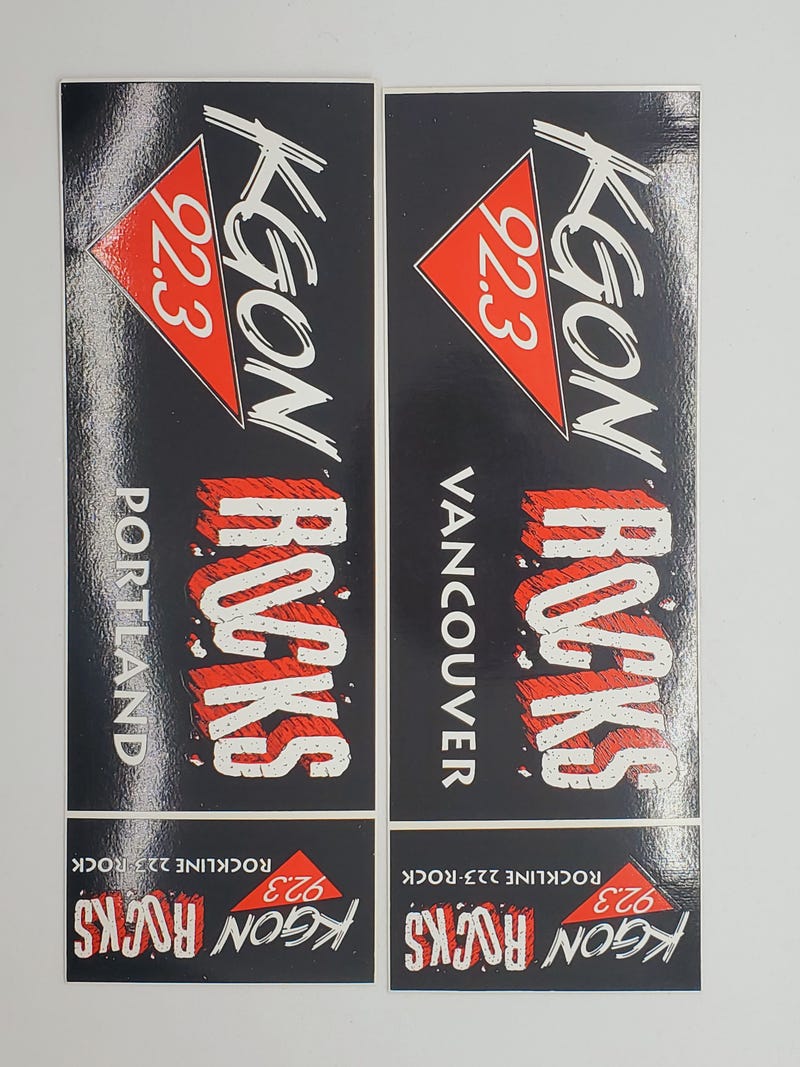 KGON
92.3
ROCKS
PORTLAND
KGON ROCKS
92.3
ROCKLINE 223-ROCK
KGON
92.3
ROCKS
VANCOUVER
KGON ROCKS
92.3
ROCKLINE 223-ROCK